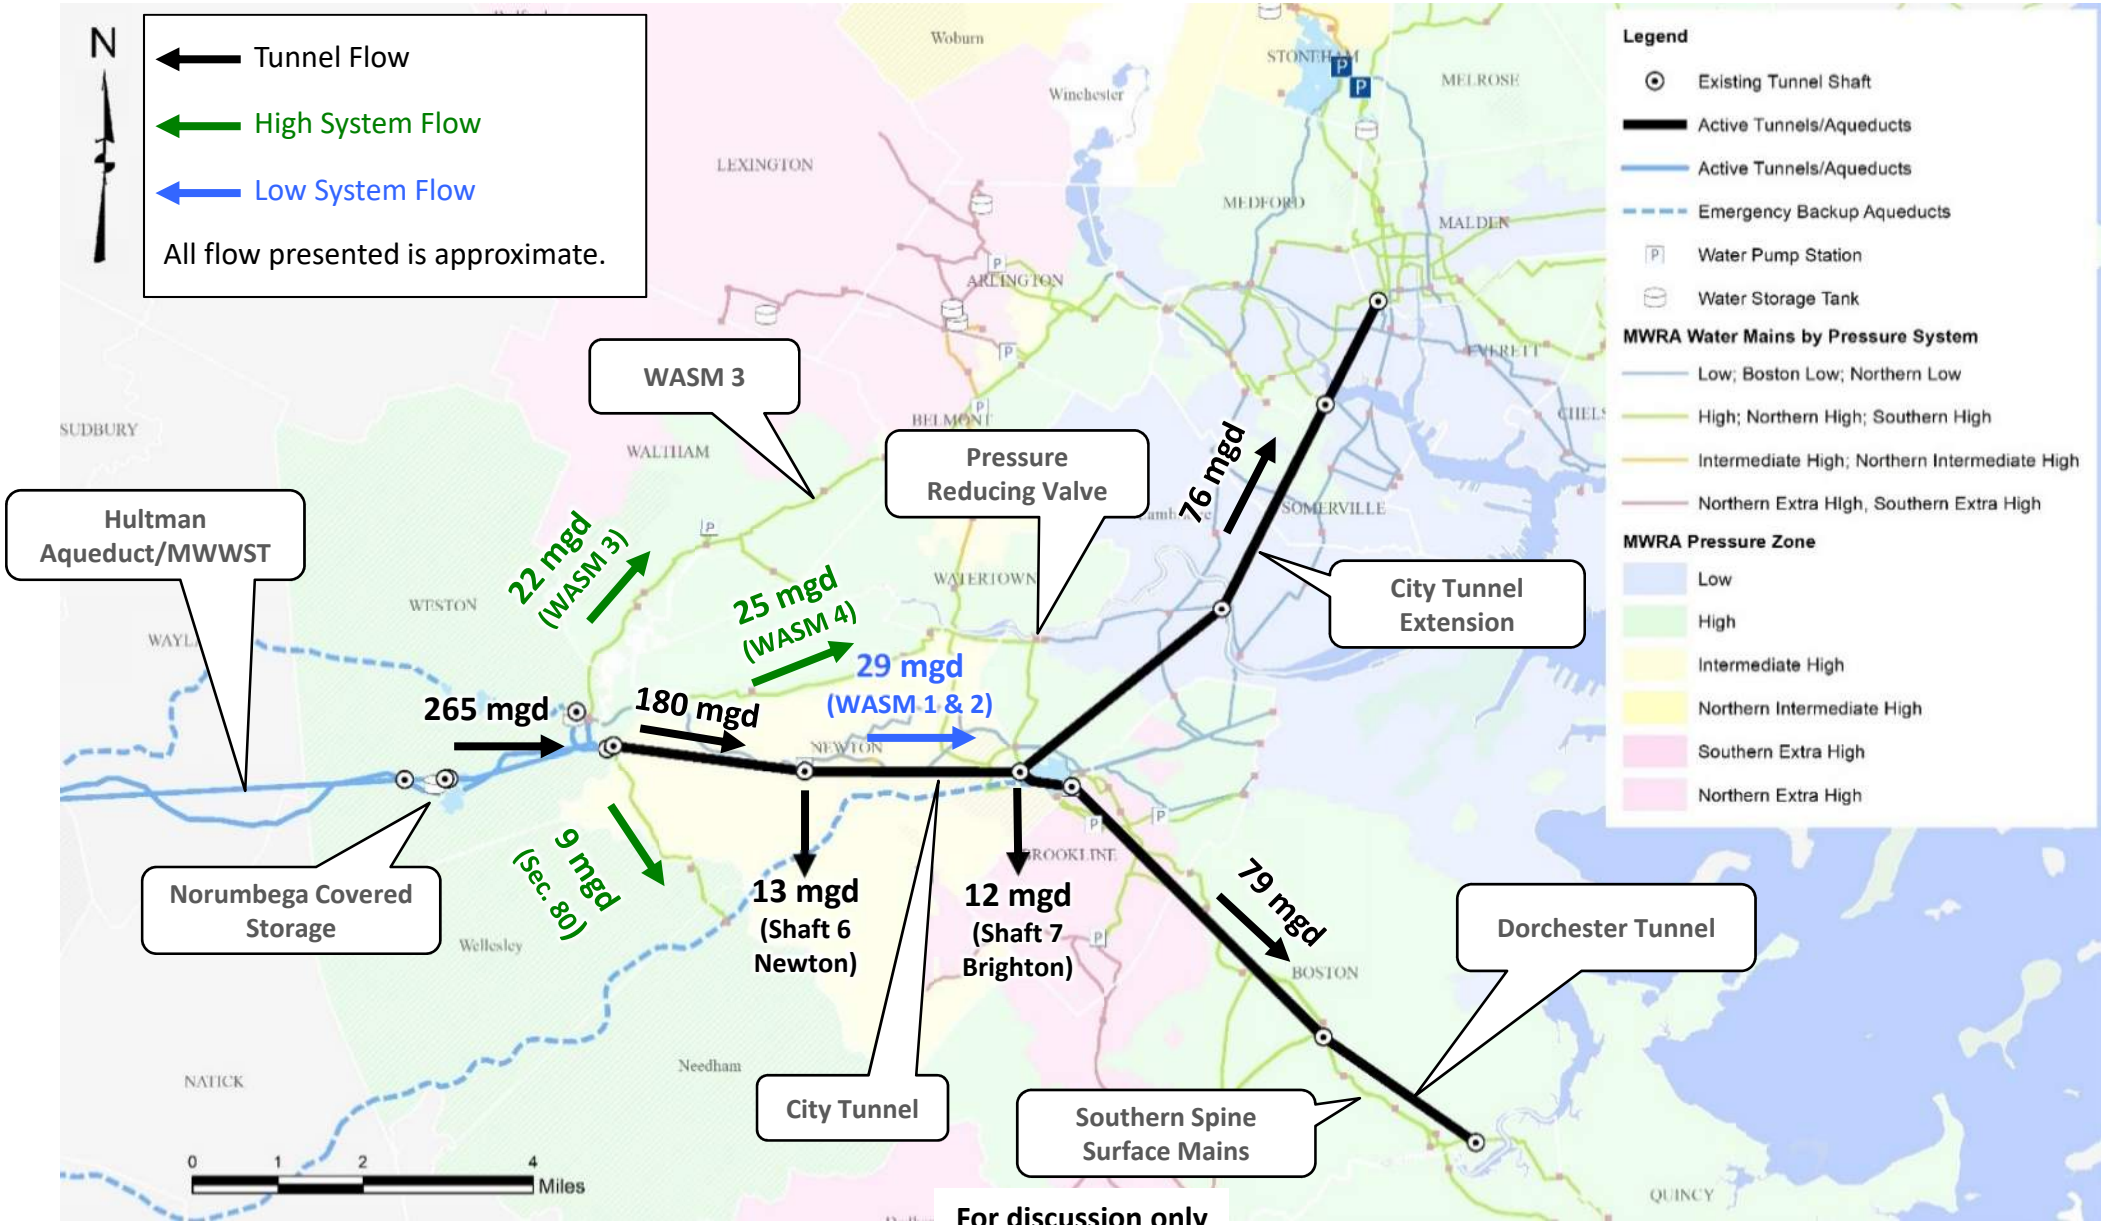 N
Tunnel Flow
High System Flow
Low System Flow
All flow presented is approximate.
Woburn
STONEHAM
P
P
MELROSE
Winchester
LEXINGTON
MEDFORD
MALDEN
P
ARLINGTON
P
EVERETT
P
BELMONT
CHELS
SUDBURY
WALTHAM
P
WATERTOWN
SOMERVILLE
WESTON
WAYL
NEWTON
P
P
BROOKLINE
P
BOSTON
Wellesley
Needham
NATICK
QUINCY
WASM 3
Pressure
Reducing Valve
Hultman
Aqueduct/MWWST
City Tunnel
Extension
Norumbega Covered
Storage
City Tunnel
Southern Spine
Surface Mains
Dorchester Tunnel
22 mgd
(WASM 3)
25 mgd
(WASM 4)
29 mgd
(WASM 1 & 2)
76 mgd
265 mgd
180 mgd
9 mgd
(Sec. 80)
13 mgd
(Shaft 6
Newton)
12 mgd
(Shaft 7
Brighton)
79 mgd
0 1 2 4
Miles
For discussion only
Legend
Existing Tunnel Shaft
Active Tunnels/Aqueducts
Active Tunnels/Aqueducts
Emergency Backup Aqueducts
P Water Pump Station
Water Storage Tank
MWRA Water Mains by Pressure System
Low; Boston Low; Northern Low
High; Northern High; Southern High
Intermediate High; Northern Intermediate High
Northern Extra HIgh, Southern Extra High
MWRA Pressure Zone
Low
High
Intermediate High
Northern Intermediate High
Southern Extra High
Northern Extra High